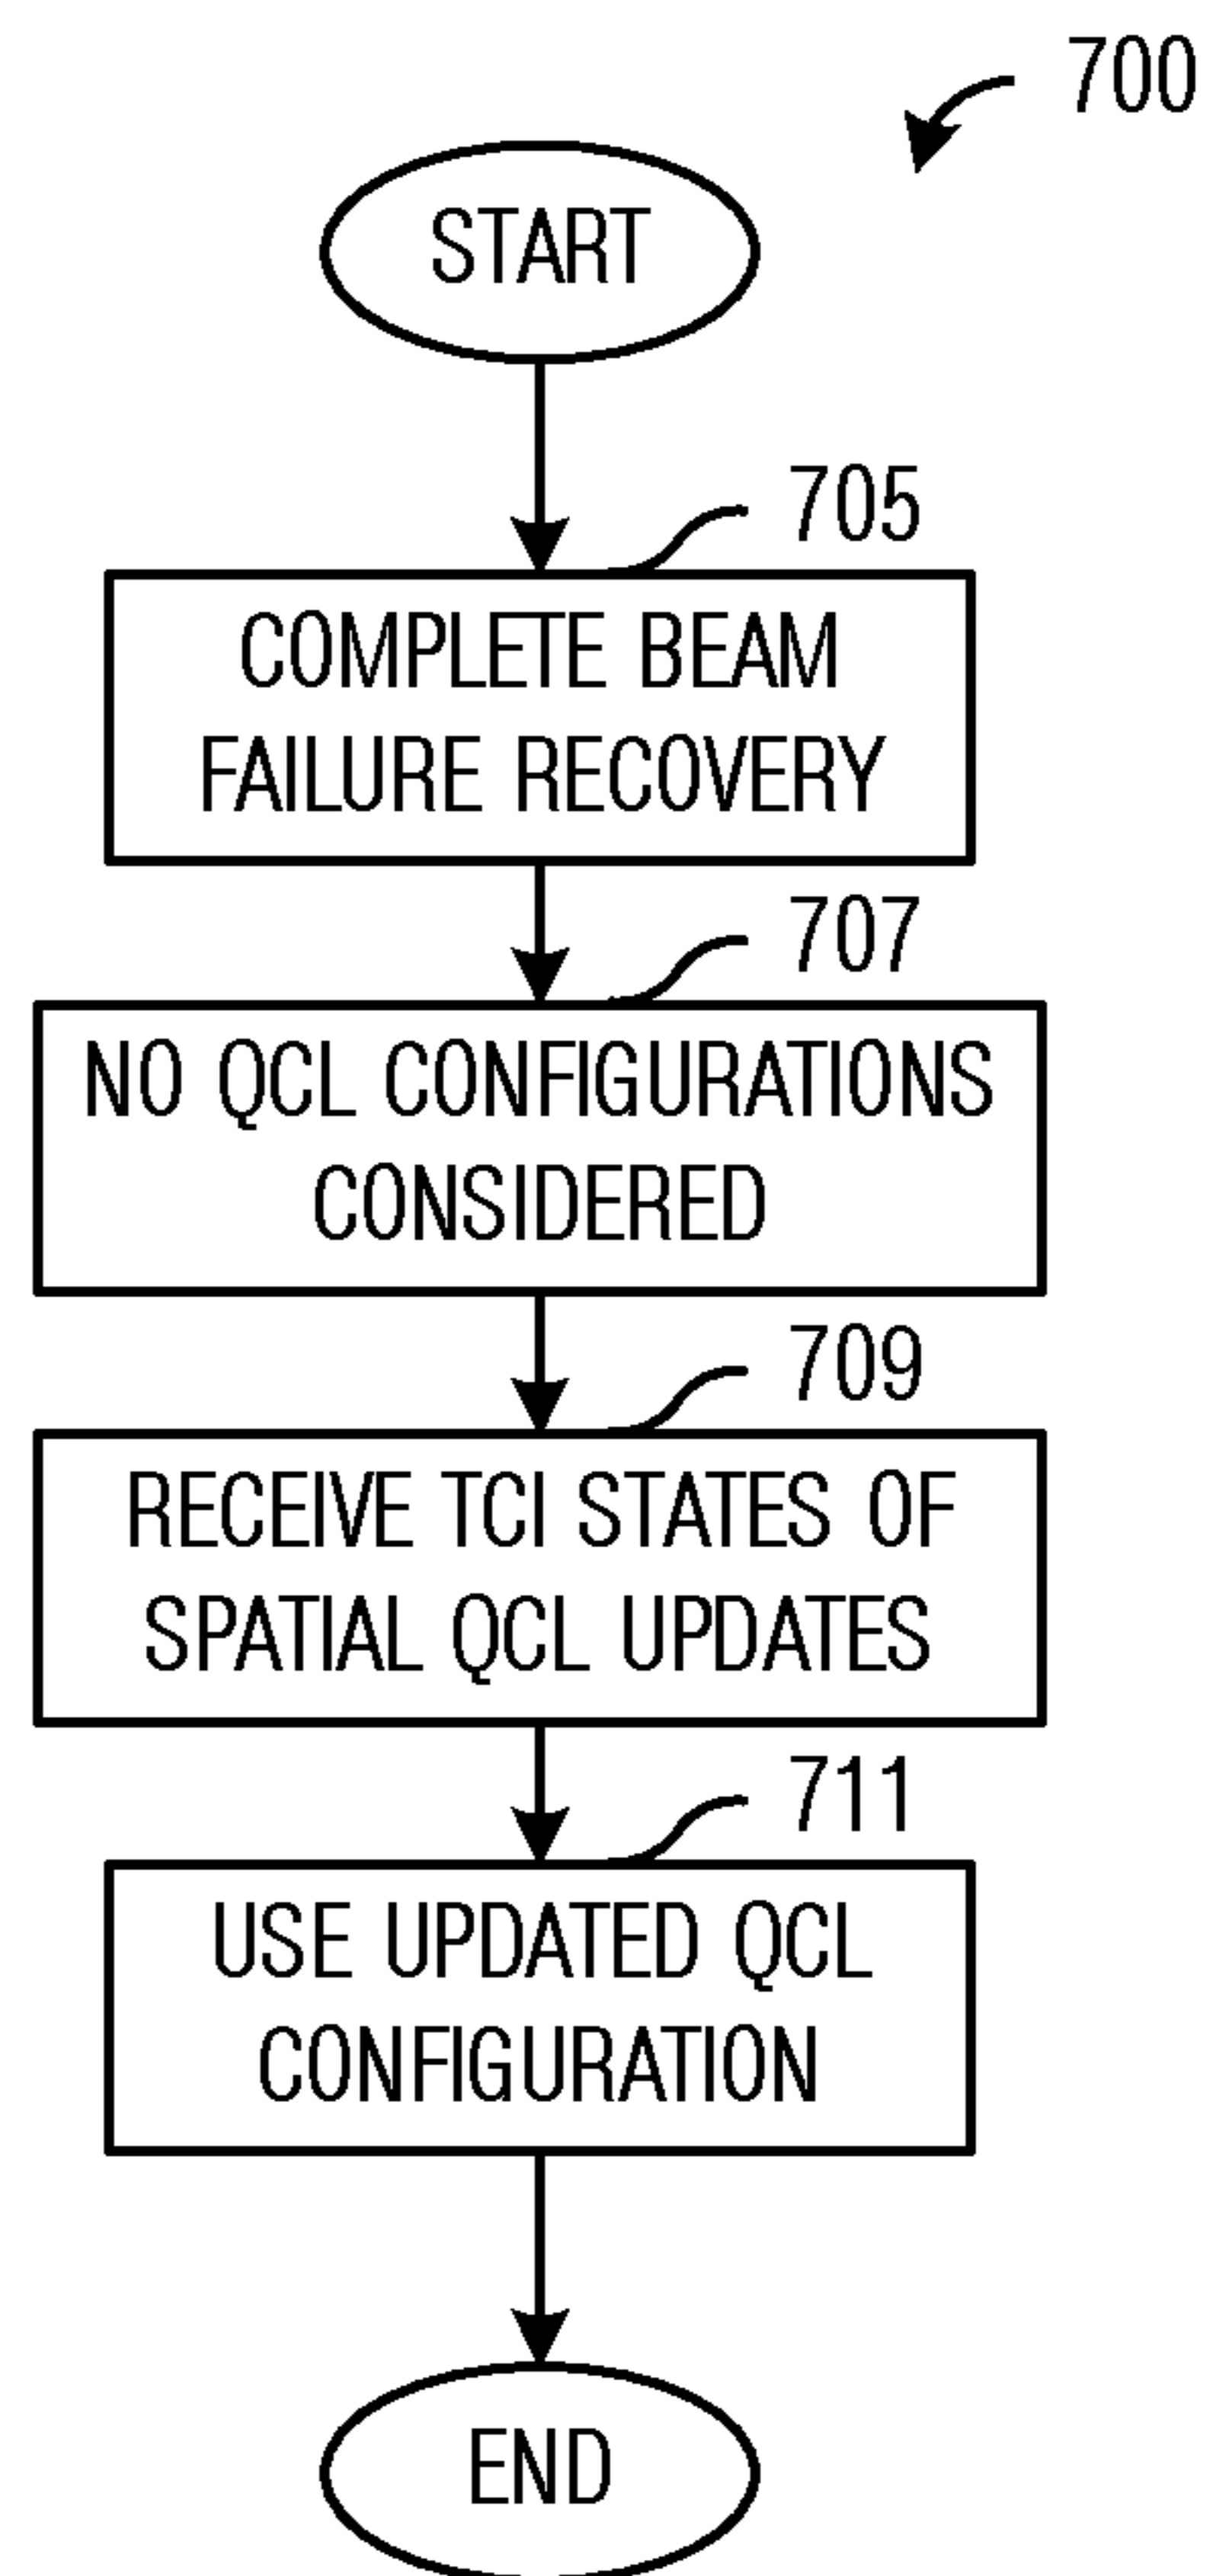 700
START
705
COMPLETE BEAM
FAILURE RECOVERY
707
NO QCL CONFIGURATIONS
CONSIDERED
709
RECEIVE TCI STATES OF
SPATIAL QCL UPDATES
711
USE UPDATED QCL
CONFIGURATION
END